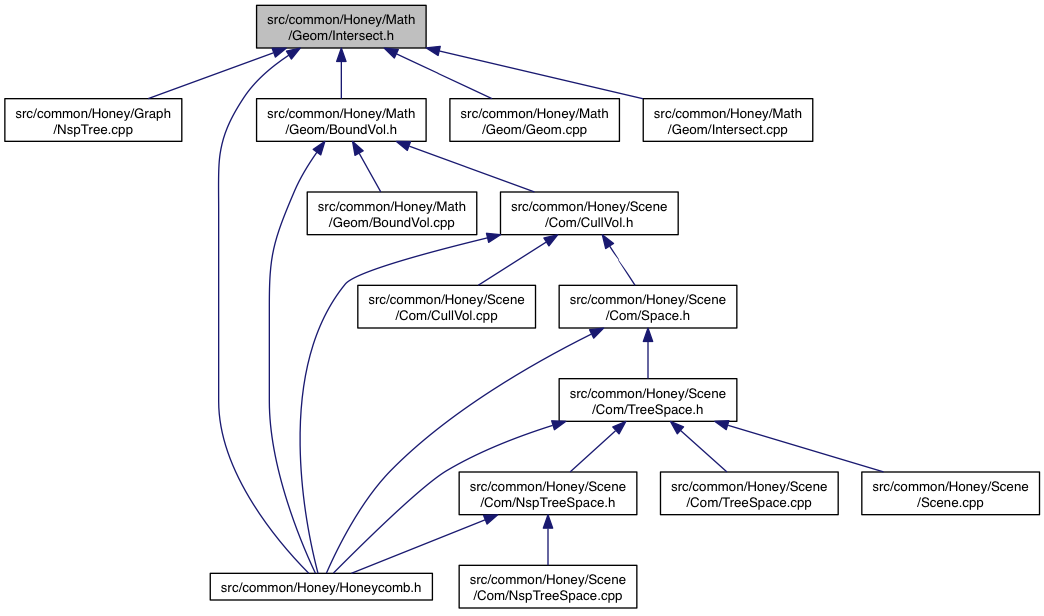 src/common/Honey/Math
/Geom/Intersect.h
src/common/Honey/Graph
/NspTree.cpp
src/common/Honey/Math
/Geom/BoundVol.h
src/common/Honey/Math
/Geom/Geom.cpp
src/common/Honey/Math
/Geom/Intersect.cpp
src/common/Honey/Math
/Geom/BoundVol.cpp
src/common/Honey/Scene
/Com/CullVol.h
src/common/Honey/Scene
/Com/CullVol.cpp
src/common/Honey/Scene
/Com/Space.h
src/common/Honey/Scene
/Com/TreeSpace.h
src/common/Honey/Scene
/Com/NspTreeSpace.h
src/common/Honey/Scene
/Com/TreeSpace.cpp
src/common/Honey/Scene
/Scene.cpp
src/common/Honey/Honeycomb.h
src/common/Honey/Scene
/Com/NspTreeSpace.cpp